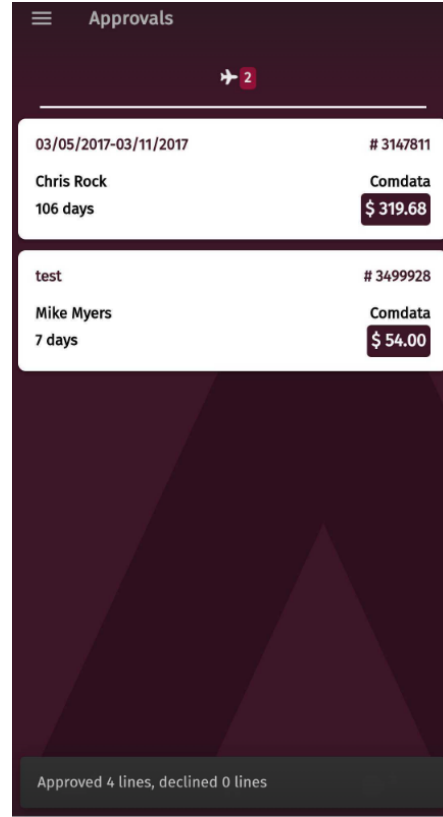 Approvals
2
03/05/2017-03/11/2017 # 3147811
Chris Rock Comdata
106 days $ 319.68
test # 3499928
Mike Myers Comdata
7 days $ 54.00
Approved 4 lines, declined 0 lines